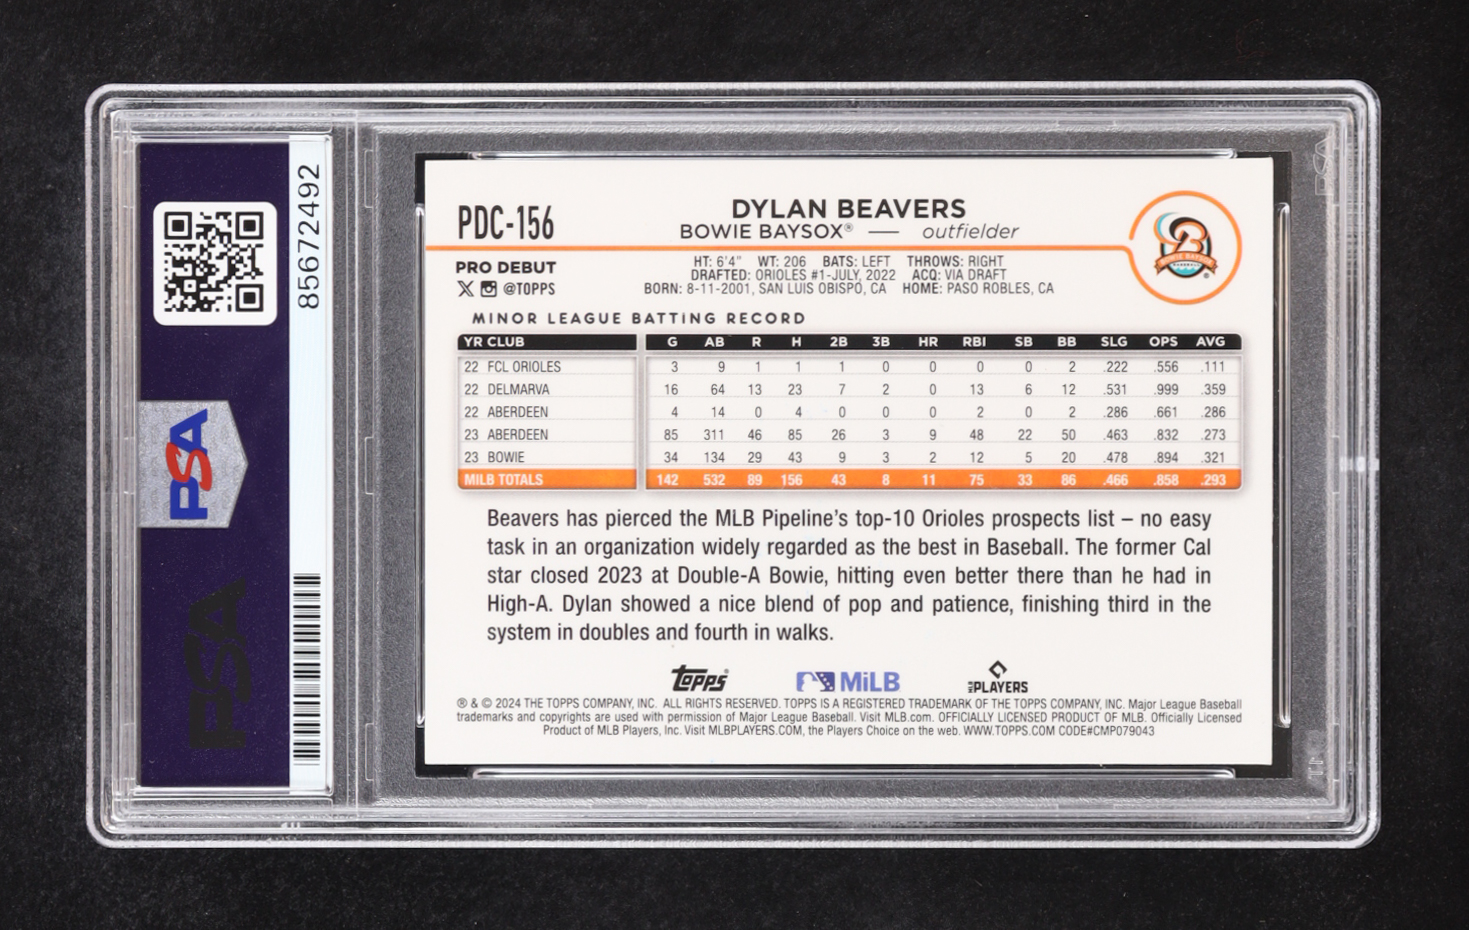 85672492
PSA
PSA
PDC-156
DYLAN BEAVERS
BOWIE BAYSOX® — outfielder
BOWIE BAYSOX
PRO DEBUT
@TOPPS
HT: 6'4" WT: 206 BATS: LEFT THROWS: RIGHT
DRAFTED: ORIOLES #1-JULY, 2022 ACQ: VIA DRAFT
BORN: 8-11-2001, SAN LUIS OBISPO, CA HOME: PASO ROBLES, CA
MINOR LEAGUE BATTING RECORD
YR CLUB G AB R H 2B 3B HR RBI SB BB SLG OPS AVG
22 FCL ORIOLES 3 9 1 1 1 0 0 0 0 2 .222 .556 .111
22 DELMARVA 16 64 13 23 7 2 0 13 6 12 .531 .999 .359
22 ABERDEEN 4 14 0 4 0 0 0 2 0 2 .286 .661 .286
23 ABERDEEN 85 311 46 85 26 3 9 48 22 50 .463 .832 .273
23 BOWIE 34 134 29 43 9 3 2 12 5 20 .478 .894 .321
MILB TOTALS 142 532 89 156 43 8 11 75 33 86 .466 .858 .293
Beavers has pierced the MLB Pipeline's top-10 Orioles prospects list – no easy
task in an organization widely regarded as the best in Baseball. The former Cal
star closed 2023 at Double-A Bowie, hitting even better there than he had in
High-A. Dylan showed a nice blend of pop and patience, finishing third in the
system in doubles and fourth in walks.
Topps® MiLB MLB PLAYERS
® & © 2024 THE TOPPS COMPANY, INC. ALL RIGHTS RESERVED. TOPPS IS A REGISTERED TRADEMARK OF THE TOPPS COMPANY, INC. Major League Baseball
trademarks and copyrights are used with permission of Major League Baseball. Visit MLB.com. OFFICIALLY LICENSED PRODUCT OF MLB. Officially Licensed
Product of MLB Players, Inc. Visit MLBPLAYERS.COM, the Players Choice on the web. WWW.TOPPS.COM CODE#CMP079043